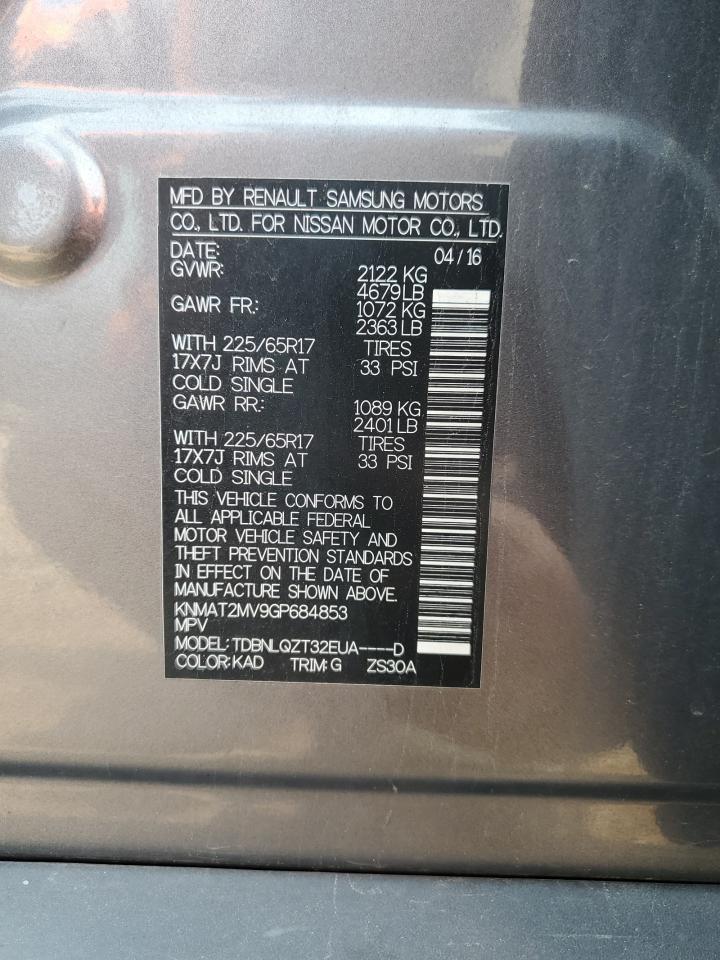 MFD BY RENAULT SAMSUNG MOTORS
CO., LTD. FOR NISSAN MOTOR CO., LTD.
DATE: 04/16
GVWR: 2122 KG
4679 LB
GAWR FR: 1072 KG
2363 LB
WITH 225/65R17 TIRES
17X7J RIMS AT 33 PSI
COLD SINGLE
GAWR RR: 1089 KG
2401 LB
WITH 225/65R17 TIRES
17X7J RIMS AT 33 PSI
COLD SINGLE
THIS VEHICLE CONFORMS TO
ALL APPLICABLE FEDERAL
MOTOR VEHICLE SAFETY AND
THEFT PREVENTION STANDARDS
IN EFFECT ON THE DATE OF
MANUFACTURE SHOWN ABOVE.
KNMAT2MV9GP684853
MPV
MODEL: TDBNLQZT32EUA----D
COLOR: KAD TRIM: G ZS30A